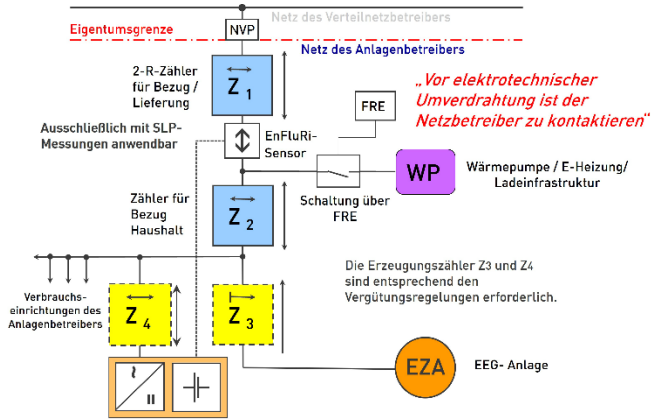 Netz des Verteilnetzbetreibers
Eigentumsgrenze
NVP
Netz des Anlagenbetreibers
2-R-Zähler
für Bezug /
Lieferung
Z 1
FRE
„Vor elektrotechnischer
Umverdrahtung ist der
Netzbetreiber zu kontaktieren“
Ausschließlich mit SLP-
Messungen anwendbar
EnFluRi-
Sensor
WP
Wärmepumpe / E-Heizung/
Ladeinfrastruktur
Schaltung über
FRE
Zähler für
Bezug
Haushalt
Z 2
Die Erzeugungszähler Z3 und Z4
sind entsprechend den
Vergütungsregelungen erforderlich.
Verbrauchs-
einrichtungen des
Anlagenbetreibers
Z 4
Z 3
EZA
EEG- Anlage